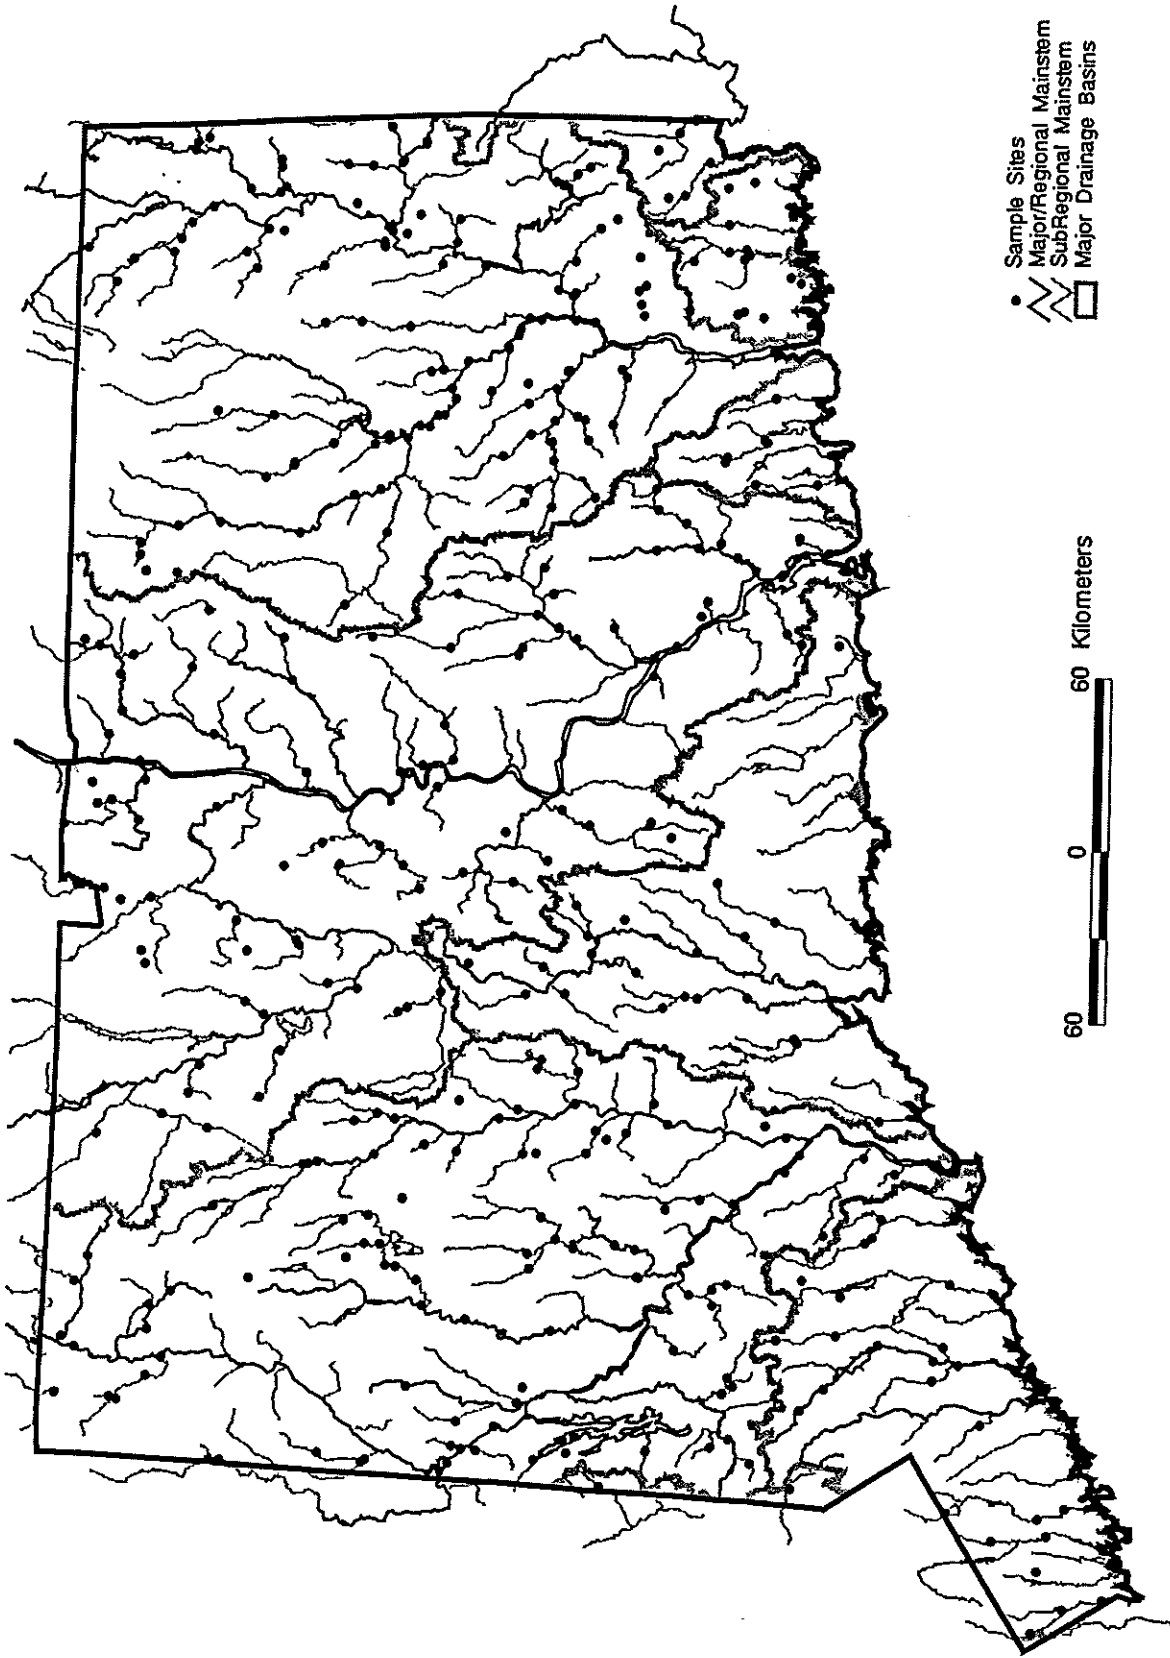 Sample Sites
Major/Regional Mainstem
SubRegional Mainstem
Major Drainage Basins
60 0 60 Kilometers